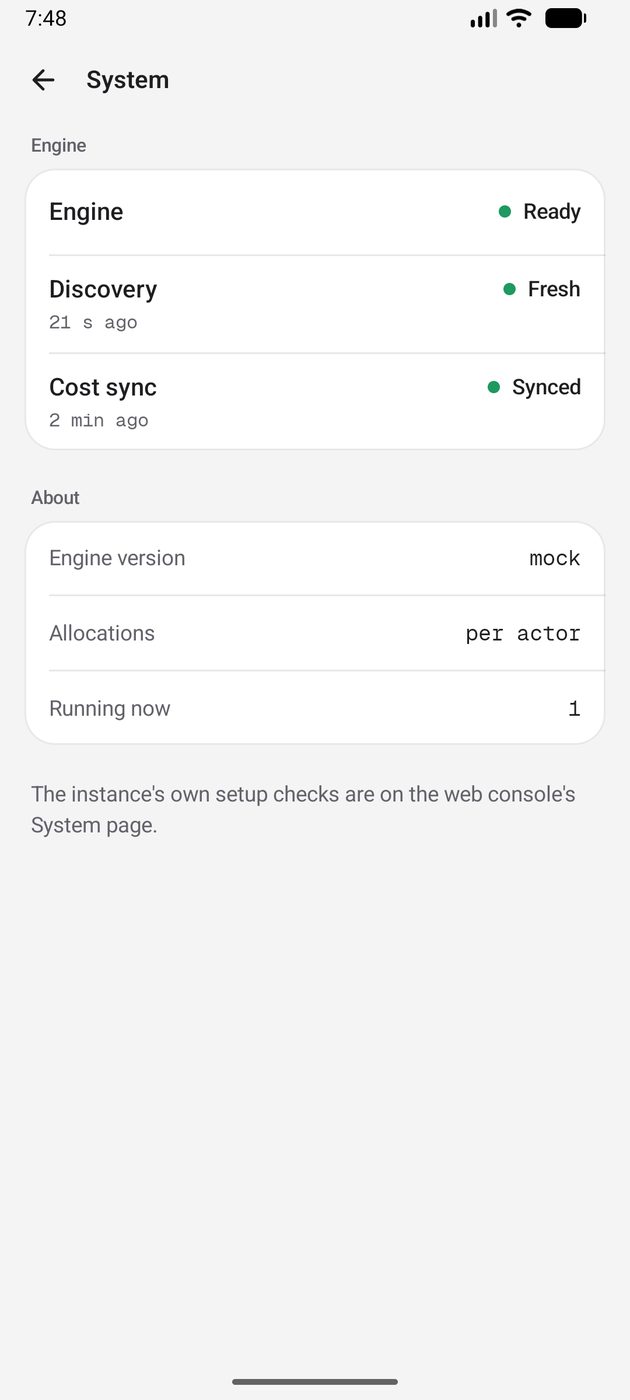 7:48
System
Engine
Engine
Ready
Discovery
Fresh
21 s ago
Cost sync
Synced
2 min ago
About
Engine version
mock
Allocations
per actor
Running now
1
The instance's own setup checks are on the web console's
System page.